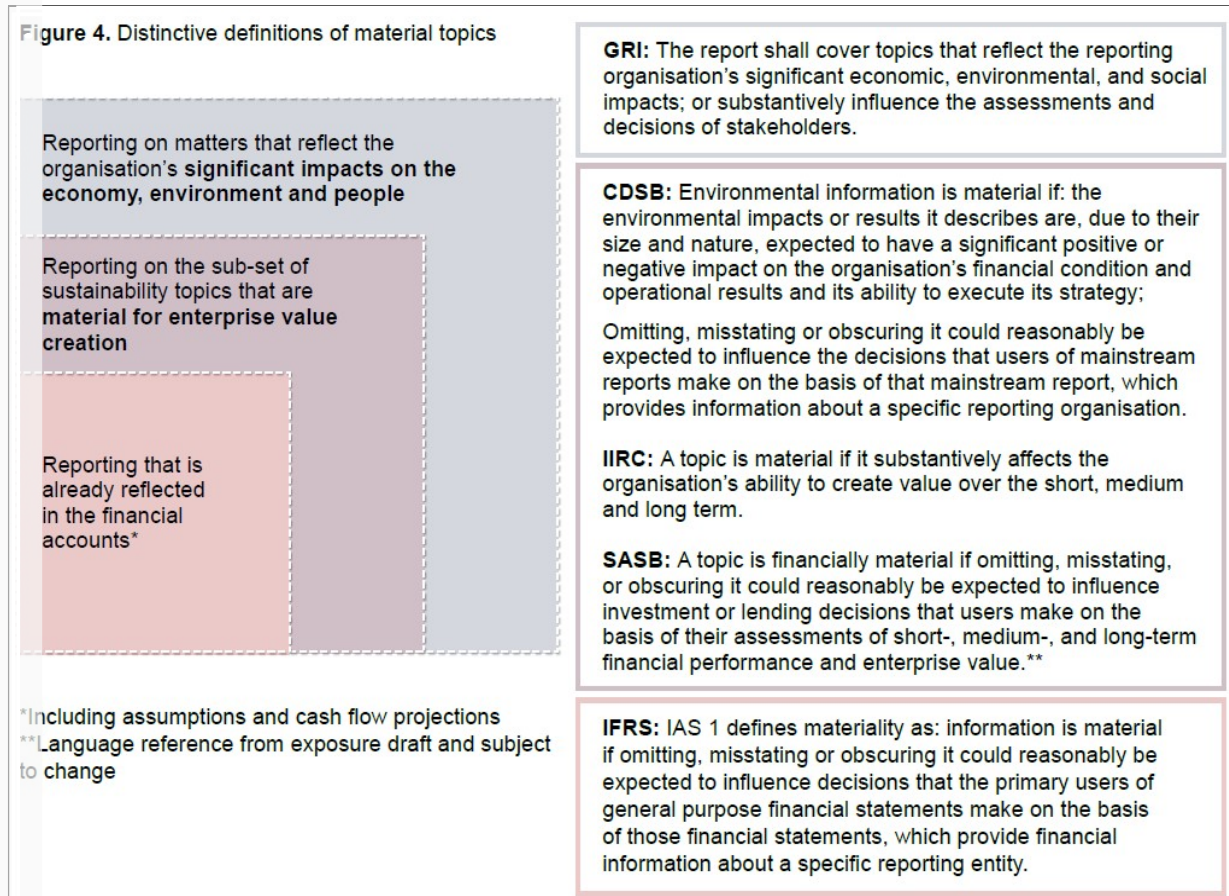 Figure 4. Distinctive definitions of material topics
Reporting on matters that reflect the
organisation's significant impacts on the
economy, environment and people
Reporting on the sub-set of
sustainability topics that are
material for enterprise value
creation
Reporting that is
already reflected
in the financial
accounts*
*Including assumptions and cash flow projections
**Language reference from exposure draft and subject
to change
GRI: The report shall cover topics that reflect the reporting
organisation's significant economic, environmental, and social
impacts; or substantively influence the assessments and
decisions of stakeholders.
CDSB: Environmental information is material if: the
environmental impacts or results it describes are, due to their
size and nature, expected to have a significant positive or
negative impact on the organisation's financial condition and
operational results and its ability to execute its strategy;
Omitting, misstating or obscuring it could reasonably be
expected to influence the decisions that users of mainstream
reports make on the basis of that mainstream report, which
provides information about a specific reporting organisation.
IIRC: A topic is material if it substantively affects the
organisation's ability to create value over the short, medium
and long term.
SASB: A topic is financially material if omitting, misstating,
or obscuring it could reasonably be expected to influence
investment or lending decisions that users make on the
basis of their assessments of short-, medium-, and long-term
financial performance and enterprise value.**
IFRS: IAS 1 defines materiality as: information is material
if omitting, misstating or obscuring it could reasonably be
expected to influence decisions that the primary users of
general purpose financial statements make on the basis
of those financial statements, which provide financial
information about a specific reporting entity.